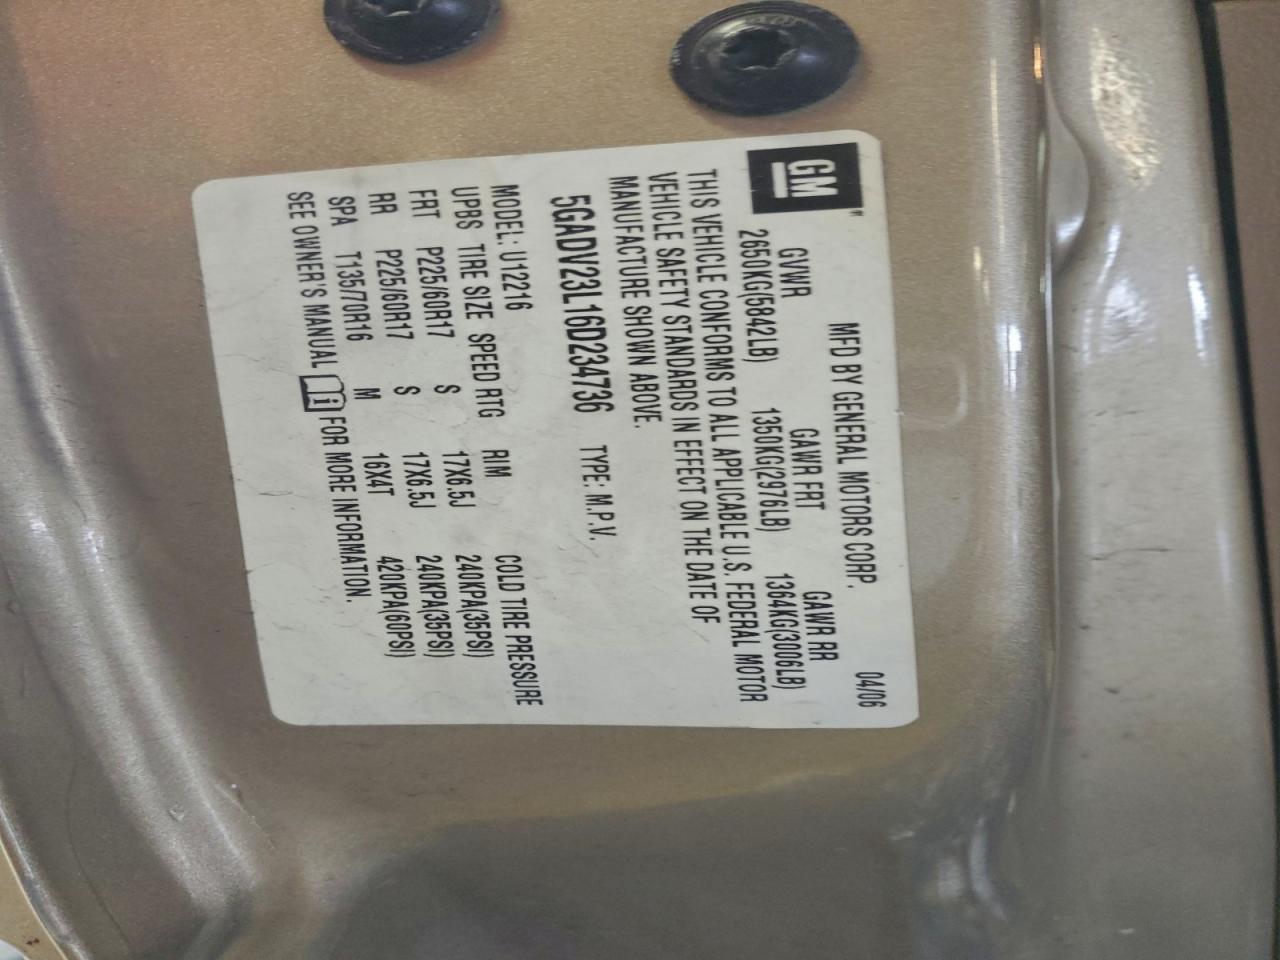 GM
MFD BY GENERAL MOTORS CORP. 04/06
GVWR GAWR FRT GAWR RR
2650KG(5842LB) 1350KG(2976LB) 1364KG(3006LB)
THIS VEHICLE CONFORMS TO ALL APPLICABLE U.S. FEDERAL MOTOR
VEHICLE SAFETY STANDARDS IN EFFECT ON THE DATE OF
MANUFACTURE SHOWN ABOVE.
5GADV23L16D234736 TYPE: M.P.V.
MODEL: U12216
UPBS TIRE SIZE SPEED RTG RIM COLD TIRE PRESSURE
FRT P225/60R17 S 17X6.5J 240KPA(35PSI)
RR P225/60R17 S 17X6.5J 240KPA(35PSI)
SPA T135/70R16 M 16X4T 420KPA(60PSI)
SEE OWNER'S MANUAL FOR MORE INFORMATION.